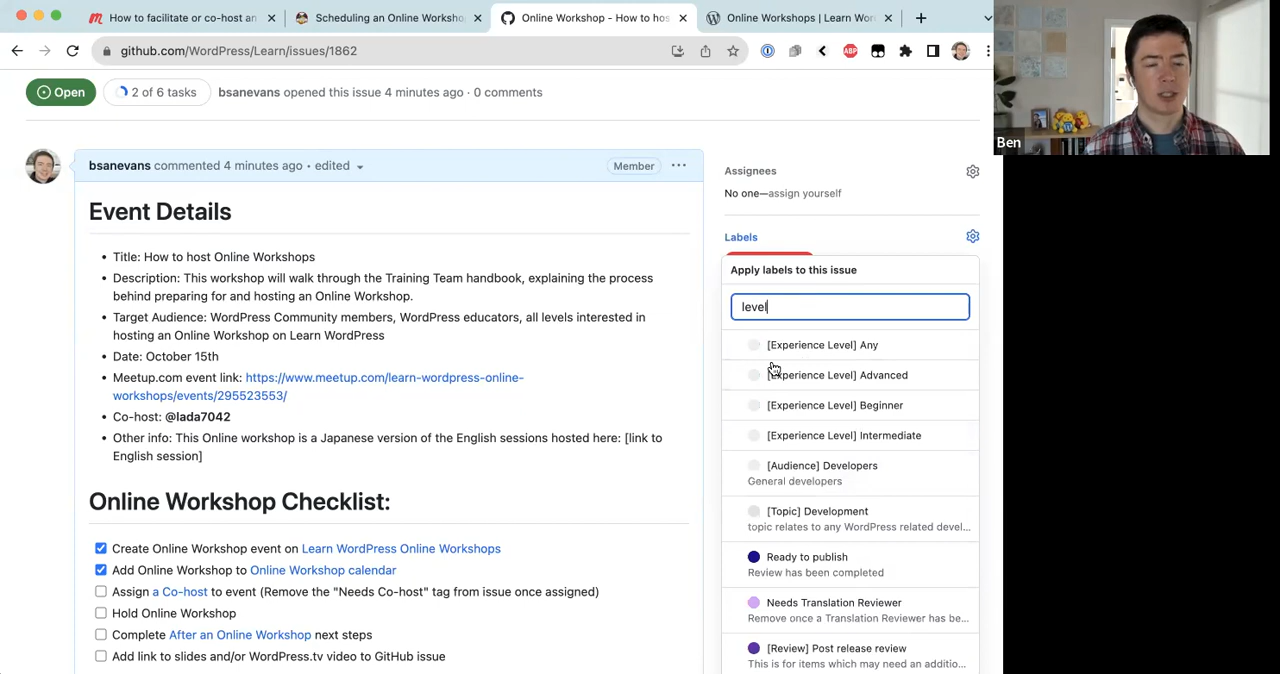 How to facilitate or co-host an
Scheduling an Online Worksho
Online Workshop - How to hos
Online Workshops | Learn Wor
github.com/WordPress/Learn/issues/1862
ABP
Open
2 of 6 tasks
bsanevans opened this issue 4 minutes ago · 0 comments
Ben
bsanevans commented 4 minutes ago • edited
Member
Event Details
• Title: How to host Online Workshops
• Description: This workshop will walk through the Training Team handbook, explaining the process
behind preparing for and hosting an Online Workshop.
• Target Audience: WordPress Community members, WordPress educators, all levels interested in
hosting an Online Workshop on Learn WordPress
• Date: October 15th
• Meetup.com event link: https://www.meetup.com/learn-wordpress-online-
workshops/events/295523553/
• Co-host: @lada7042
• Other info: This Online workshop is a Japanese version of the English sessions hosted here: [link to
English session]
Online Workshop Checklist:
Create Online Workshop event on Learn WordPress Online Workshops
Add Online Workshop to Online Workshop calendar
Assign a Co-host to event (Remove the "Needs Co-host" tag from issue once assigned)
Hold Online Workshop
Complete After an Online Workshop next steps
Add link to slides and/or WordPress.tv video to GitHub issue
Assignees
No one—assign yourself
Labels
Apply labels to this issue
level
[Experience Level] Any
[Experience Level] Advanced
[Experience Level] Beginner
[Experience Level] Intermediate
[Audience] Developers
General developers
[Topic] Development
topic relates to any WordPress related devel...
Ready to publish
Review has been completed
Needs Translation Reviewer
Remove once a Translation Reviewer has be...
[Review] Post release review
This is for items which may need an additio...